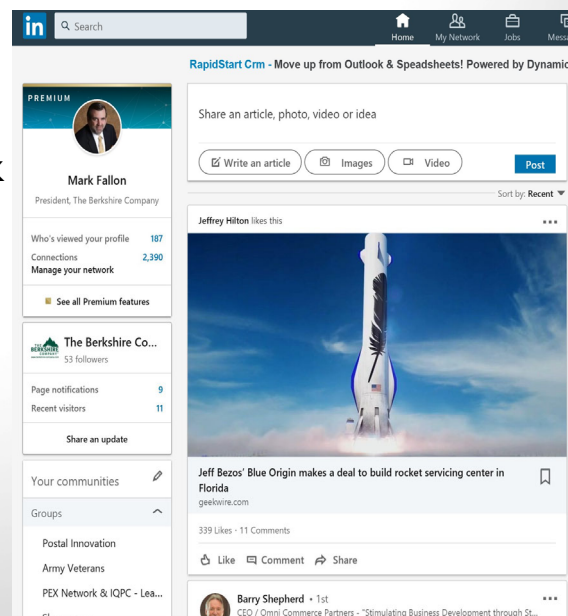 in
Search
Home
My Network
Jobs
RapidStart Crm - Move up from Outlook & Speadsheets! Powered by
PREMIUM
Mark Fallon
President, The Berkshire Company
Who's viewed your profile 187
Connections 2,390
Manage your network
See all Premium features
THE
BERKSHIRE
COMPANY
The Berkshire Co...
53 followers
Page notifications 9
Recent visitors 11
Share an update
Your communities
Groups
Postal Innovation
Army Veterans
PEX Network & IQPC - Lea...
Share an article, photo, video or idea
Write an article
Images
Video
Post
Sort by: Recent
Jeffrey Hilton likes this
Jeff Bezos' Blue Origin makes a deal to build rocket servicing center in
Florida
geekwire.com
339 Likes · 11 Comments
Like
Comment
Share
Barry Shepherd • 1st
CEO / Omni Commerce Partners - "Stimulating Business Development through St...